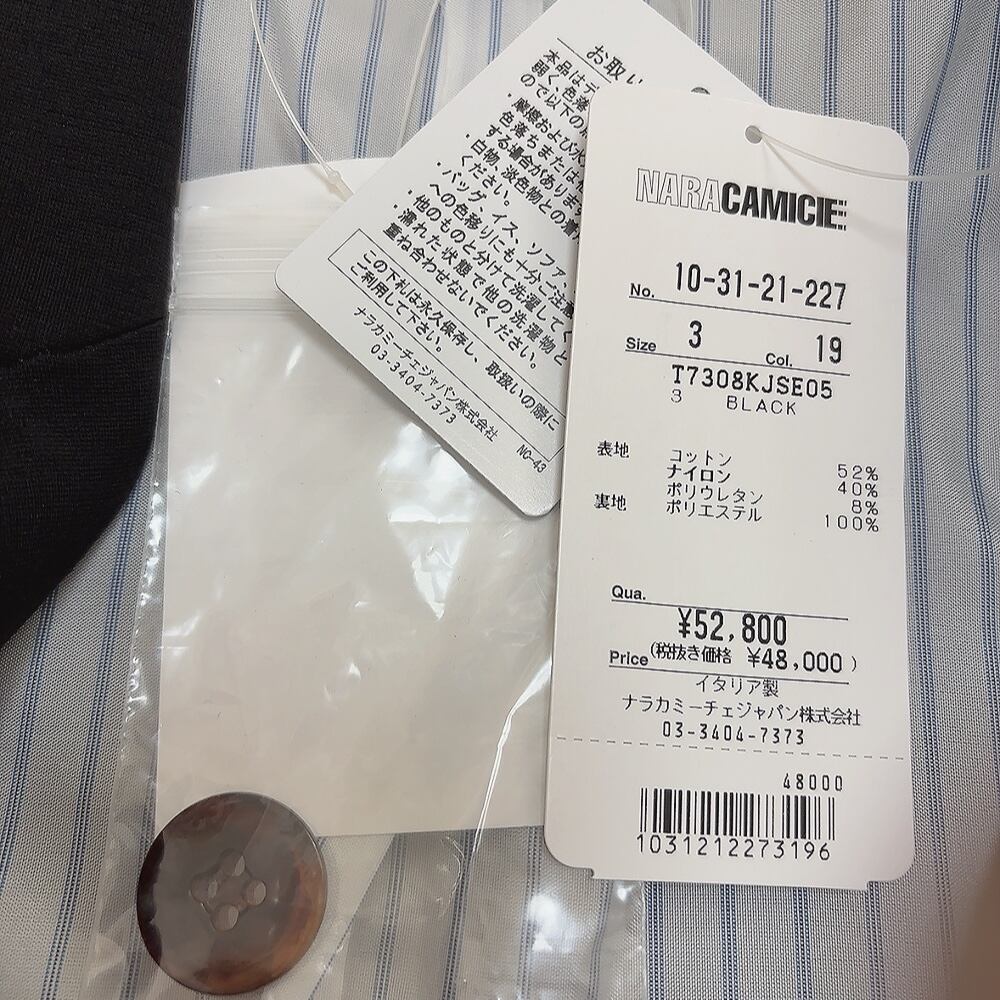 お取い
本品はデ
弱く、色落
ので以下の
・摩擦および水
色落ちまたは
する場合があります
白物、淡色物との着
ください。
・バッグ、イス、ソファ
への色移りにも十分ご注意
・他のものと分けて洗濯してく
・濡れた状態で他の洗濯物と
重ね合わせないでください。
この下札は永久保存し、取扱いの際に
ご利用して下さい。
ナラカミーチェジャパン株式会社
03-3404-7373
NC-43
NARACAMICIE
No. 10-31-21-227
Size 3 Col. 19
T7308KJSE05
3 BLACK
表地 コットン 52%
ナイロン 40%
ポリウレタン 8%
裏地 ポリエステル 100%
Qua.
¥52,800
Price (税抜き価格 ¥48,000)
イタリア製
ナラカミーチェジャパン株式会社
03-3404-7373
48000
1031212273196